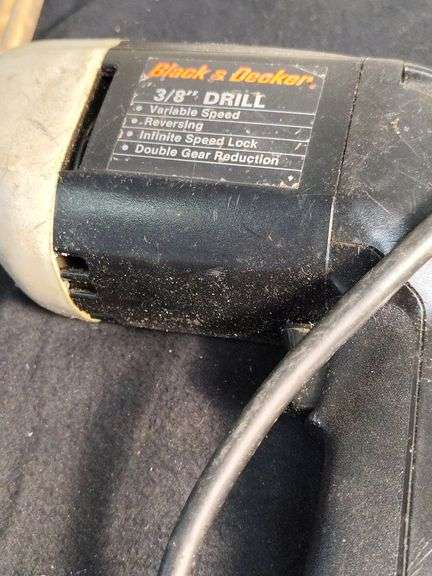 Black & Decker®
3/8" DRILL
• Variable Speed
• Reversing
• Infinite Speed Lock
• Double Gear Reduction